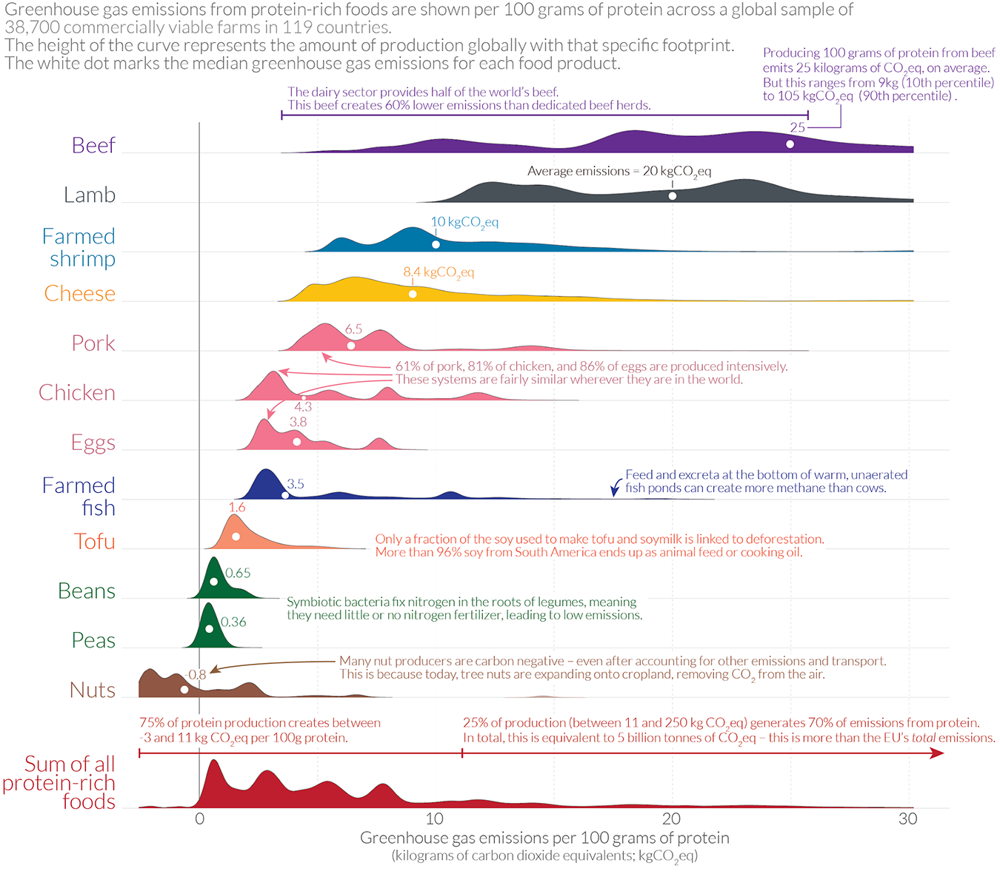 Greenhouse gas emissions from protein-rich foods are shown per 100 grams of protein across a global sample of
38,700 commercially viable farms in 119 countries.
The height of the curve represents the amount of production globally with that specific footprint.
The white dot marks the median greenhouse gas emissions for each food product.
Producing 100 grams of protein from beef
emits 25 kilograms of CO₂eq, on average.
But this ranges from 9kg (10th percentile)
to 105 kgCO₂eq (90th percentile) .
The dairy sector provides half of the world's beef.
This beef creates 60% lower emissions than dedicated beef herds.
25
Beef
Average emissions = 20 kgCO₂eq
Lamb
10 kgCO₂eq
Farmed
shrimp
8.4 kgCO₂eq
Cheese
6.5
Pork
61% of pork, 81% of chicken, and 86% of eggs are produced intensively.
These systems are fairly similar wherever they are in the world.
Chicken
4.3
3.8
Eggs
Feed and excreta at the bottom of warm, unaerated
fish ponds can create more methane than cows.
3.5
Farmed
fish
1.6
Tofu
Only a fraction of the soy used to make tofu and soymilk is linked to deforestation.
More than 96% soy from South America ends up as animal feed or cooking oil.
0.65
Beans
Symbiotic bacteria fix nitrogen in the roots of legumes, meaning
they need little or no nitrogen fertilizer, leading to low emissions.
0.36
Peas
Many nut producers are carbon negative – even after accounting for other emissions and transport.
This is because today, tree nuts are expanding onto cropland, removing CO₂ from the air.
-0.8
Nuts
75% of protein production creates between
-3 and 11 kg CO₂eq per 100g protein.
25% of production (between 11 and 250 kg CO₂eq) generates 70% of emissions from protein.
In total, this is equivalent to 5 billion tonnes of CO₂eq – this is more than the EU's total emissions.
Sum of all
protein-rich
foods
0 10 20 30
Greenhouse gas emissions per 100 grams of protein
(kilograms of carbon dioxide equivalents; kgCO₂eq)